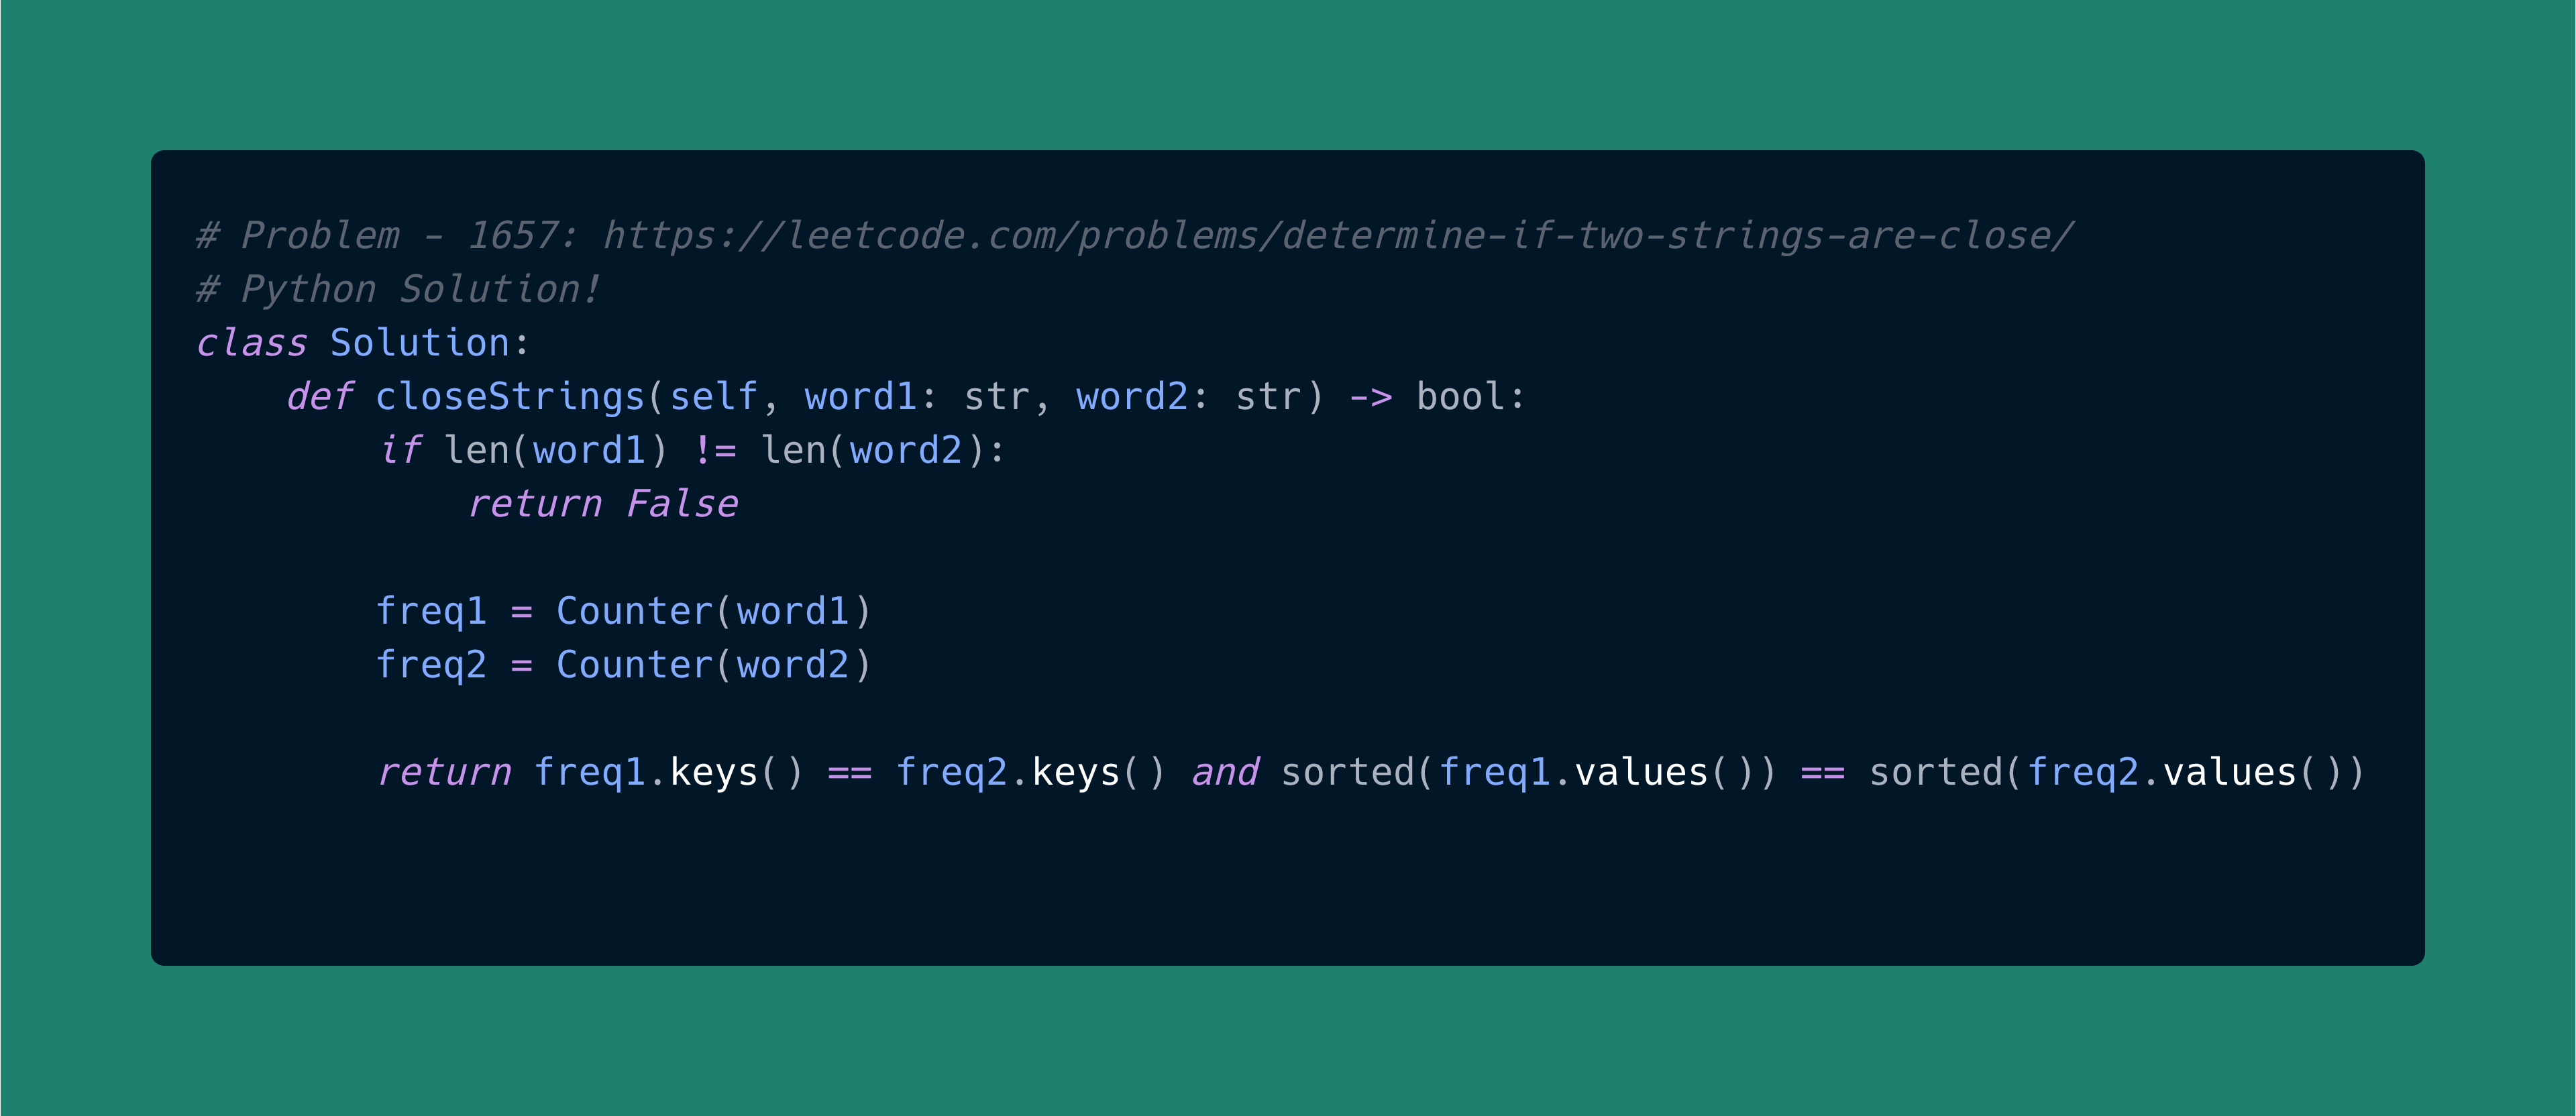 # Problem - 1657: https://leetcode.com/problems/determine-if-two-strings-are-close/
# Python Solution!
class Solution:
    def closeStrings(self, word1: str, word2: str) -> bool:
        if len(word1) != len(word2):
            return False

        freq1 = Counter(word1)
        freq2 = Counter(word2)

        return freq1.keys() == freq2.keys() and sorted(freq1.values()) == sorted(freq2.values())